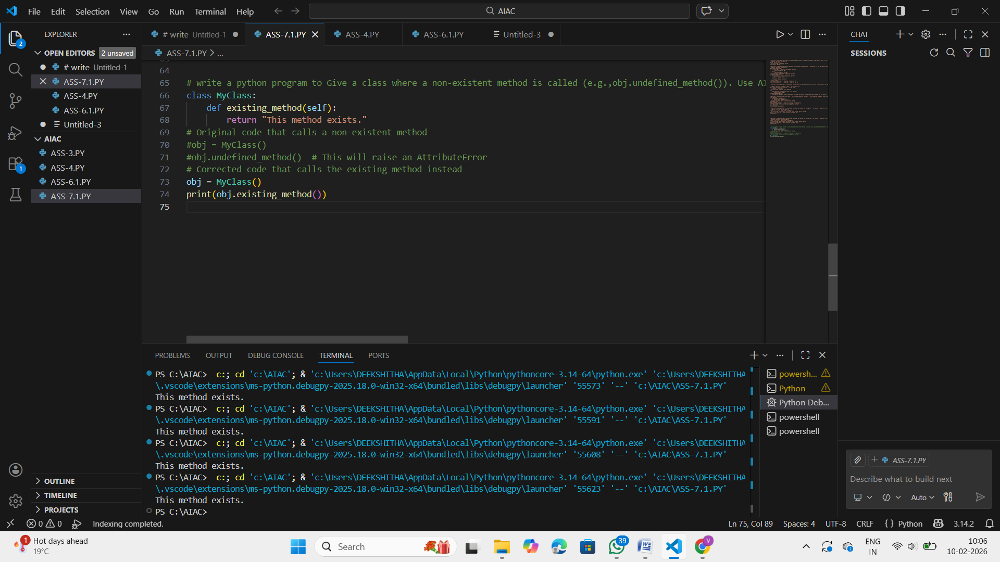 File Edit Selection View Go Run Terminal Help
AIAC
EXPLORER
OPEN EDITORS 2 unsaved
# write Untitled-1
ASS-7.1.PY
ASS-4.PY
ASS-6.1.PY
Untitled-3
AIAC
ASS-3.PY
ASS-4.PY
ASS-6.1.PY
ASS-7.1.PY
OUTLINE
TIMELINE
PROJECTS
2
1
# write Untitled-1 ASS-7.1.PY ASS-4.PY ASS-6.1.PY Untitled-3
ASS-7.1.PY > ...
64
65 # write a python program to Give a class where a non-existent method is called (e.g.,obj.undefined_method()). Use AI
66 class MyClass:
67 def existing_method(self):
68 return "This method exists."
69 # Original code that calls a non-existent method
70 #obj = MyClass()
71 #obj.undefined_method()  # This will raise an AttributeError
72 # Corrected code that calls the existing method instead
73 obj = MyClass()
74 print(obj.existing_method())
75
PROBLEMS OUTPUT DEBUG CONSOLE TERMINAL PORTS
PS C:\AIAC>  c:; cd 'c:\AIAC'; & 'c:\Users\DEEKSHITHA\AppData\Local\Python\pythoncore-3.14-64\python.exe' 'c:\Users\DEEKSHITHA
\.vscode\extensions\ms-python.debugpy-2025.18.0-win32-x64\bundled\libs\debugpy\launcher' '55573' '--' 'c:\AIAC\ASS-7.1.PY'
This method exists.
PS C:\AIAC>  c:; cd 'c:\AIAC'; & 'c:\Users\DEEKSHITHA\AppData\Local\Python\pythoncore-3.14-64\python.exe' 'c:\Users\DEEKSHITHA
\.vscode\extensions\ms-python.debugpy-2025.18.0-win32-x64\bundled\libs\debugpy\launcher' '55591' '--' 'c:\AIAC\ASS-7.1.PY'
This method exists.
PS C:\AIAC>  c:; cd 'c:\AIAC'; & 'c:\Users\DEEKSHITHA\AppData\Local\Python\pythoncore-3.14-64\python.exe' 'c:\Users\DEEKSHITHA
\.vscode\extensions\ms-python.debugpy-2025.18.0-win32-x64\bundled\libs\debugpy\launcher' '55608' '--' 'c:\AIAC\ASS-7.1.PY'
This method exists.
PS C:\AIAC>  c:; cd 'c:\AIAC'; & 'c:\Users\DEEKSHITHA\AppData\Local\Python\pythoncore-3.14-64\python.exe' 'c:\Users\DEEKSHITHA
\.vscode\extensions\ms-python.debugpy-2025.18.0-win32-x64\bundled\libs\debugpy\launcher' '55623' '--' 'c:\AIAC\ASS-7.1.PY'
This method exists.
PS C:\AIAC>
powersh...
Python
Python Deb...
powershell
powershell
CHAT
SESSIONS
ASS-7.1.PY
Describe what to build next
Auto
0 0 Indexing completed. Ln 75, Col 89 Spaces: 4 UTF-8 CRLF { } Python 3.14.2
1 Hot days ahead
19°C
Search
39
V
ENG
IN
10:06
10-02-2026